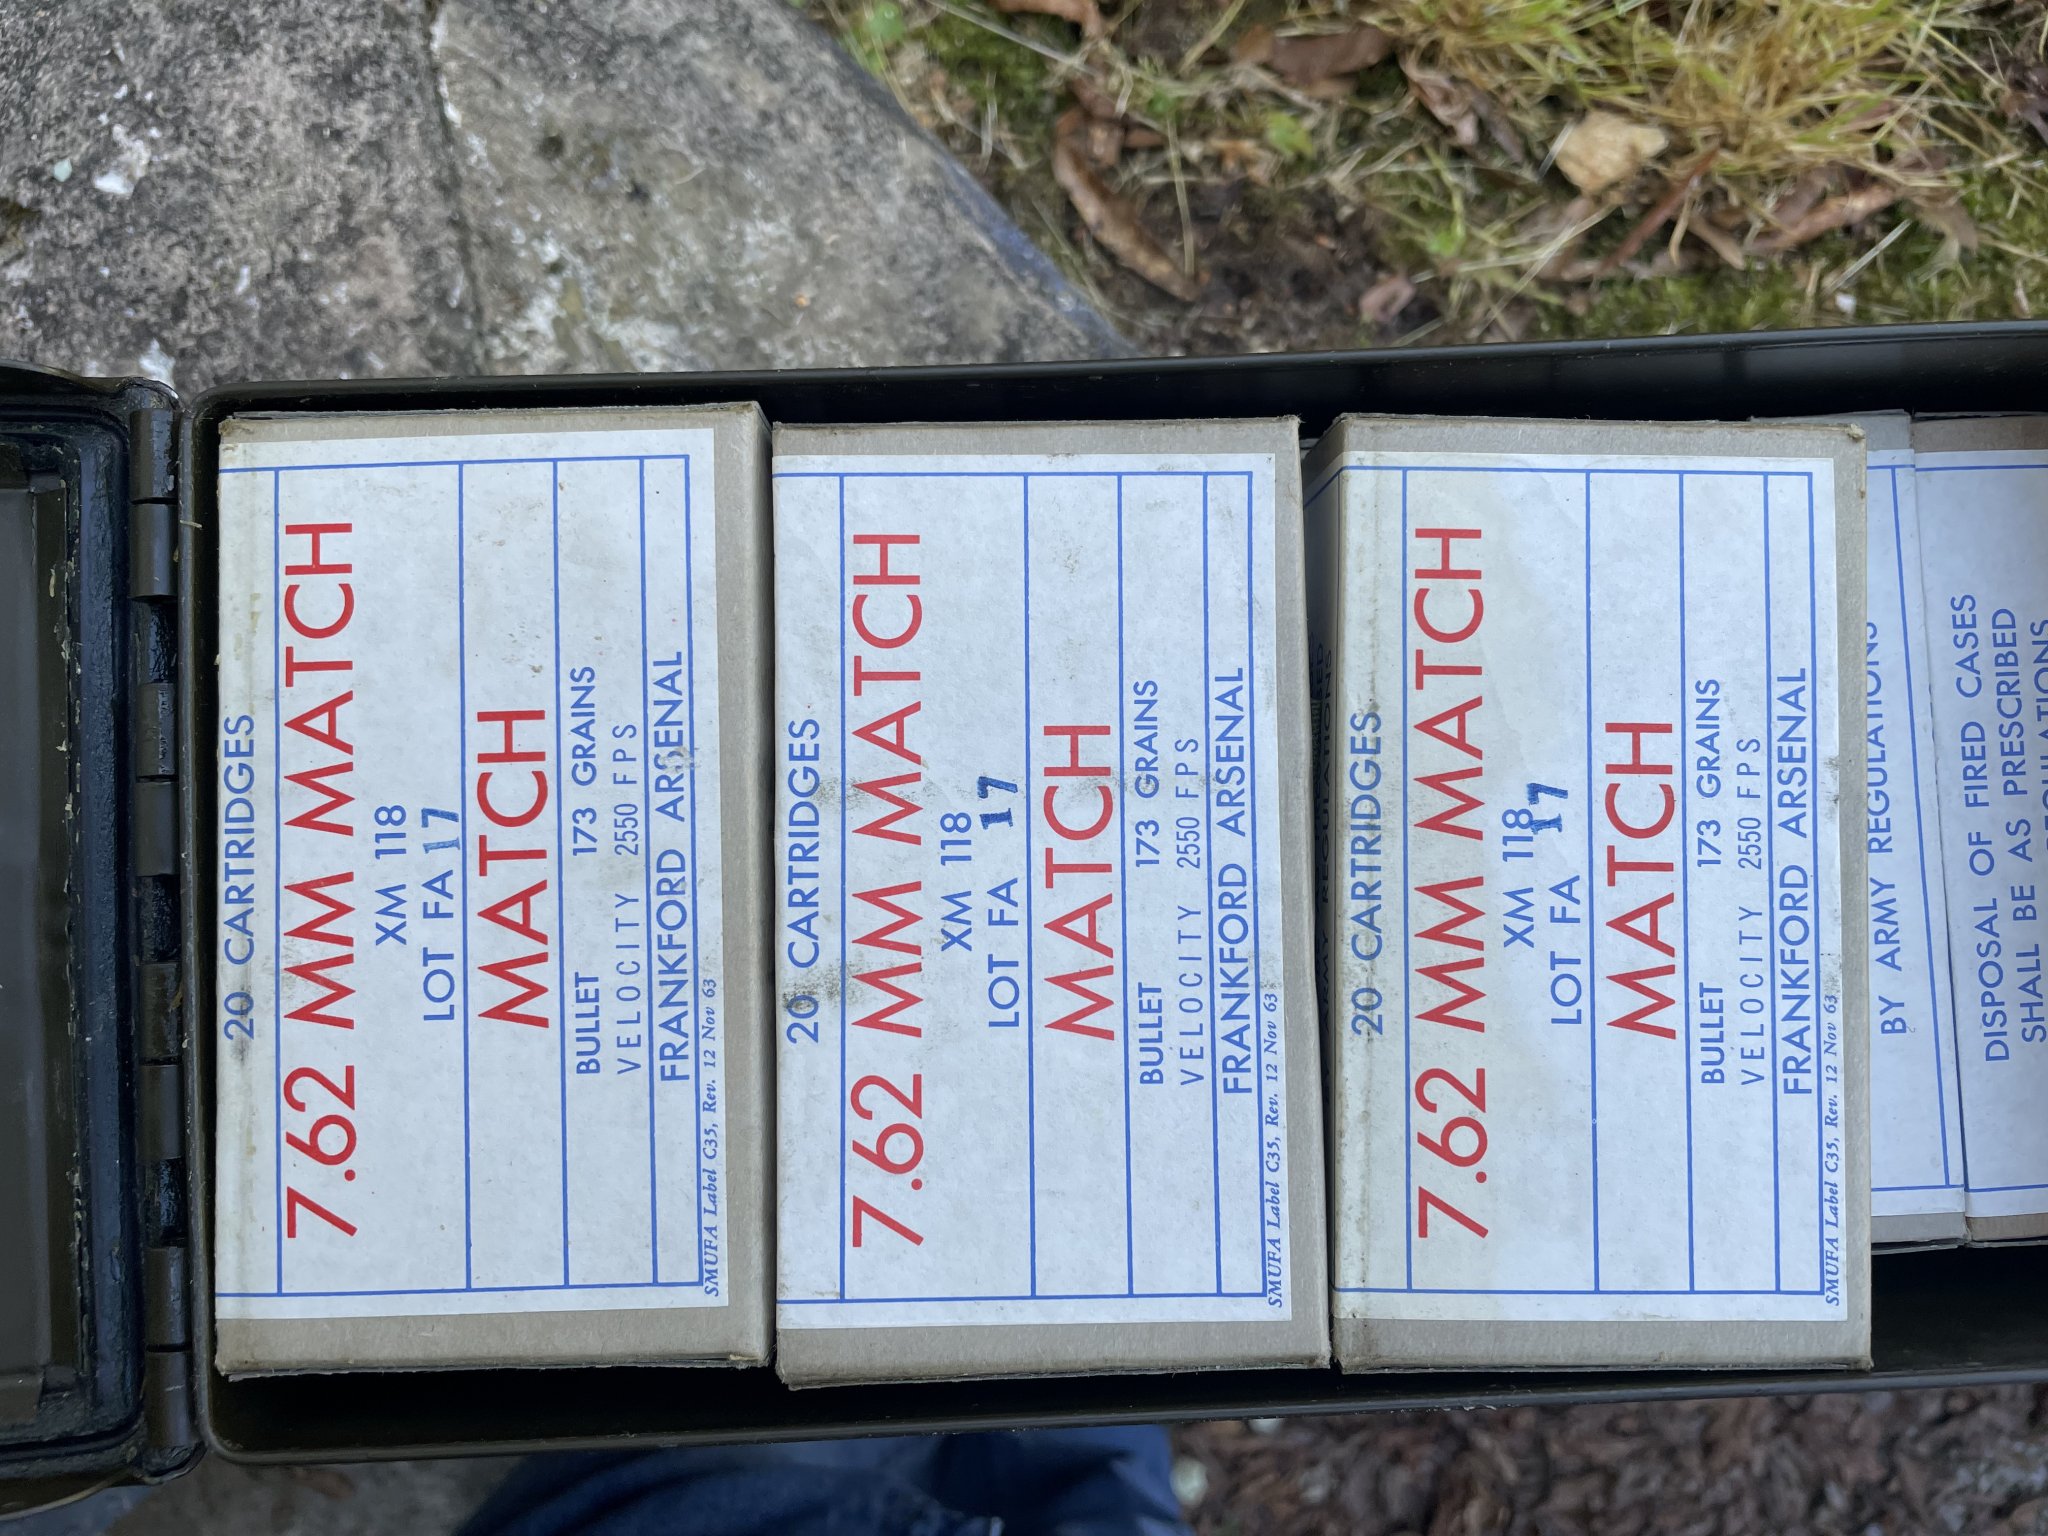 20 CARTRIDGES
7.62 MM MATCH
XM 118
LOT FA 17
MATCH
BULLET 173 GRAINS
VELOCITY 2550 FPS
FRANKFORD ARSENAL
SMUFA Label C35, Rev. 12 Nov 63
20 CARTRIDGES
7.62 MM MATCH
XM 118
LOT FA 17
MATCH
BULLET 173 GRAINS
VELOCITY 2550 FPS
FRANKFORD ARSENAL
SMUFA Label C35, Rev. 12 Nov 63
20 CARTRIDGES
7.62 MM MATCH
XM 118
LOT FA 17
MATCH
BULLET 173 GRAINS
VELOCITY 2550 FPS
FRANKFORD ARSENAL
SMUFA Label C35, Rev. 12 Nov 63
BY ARMY REGULATIONS
DISPOSAL OF FIRED CASES
SHALL BE AS PRESCRIBED